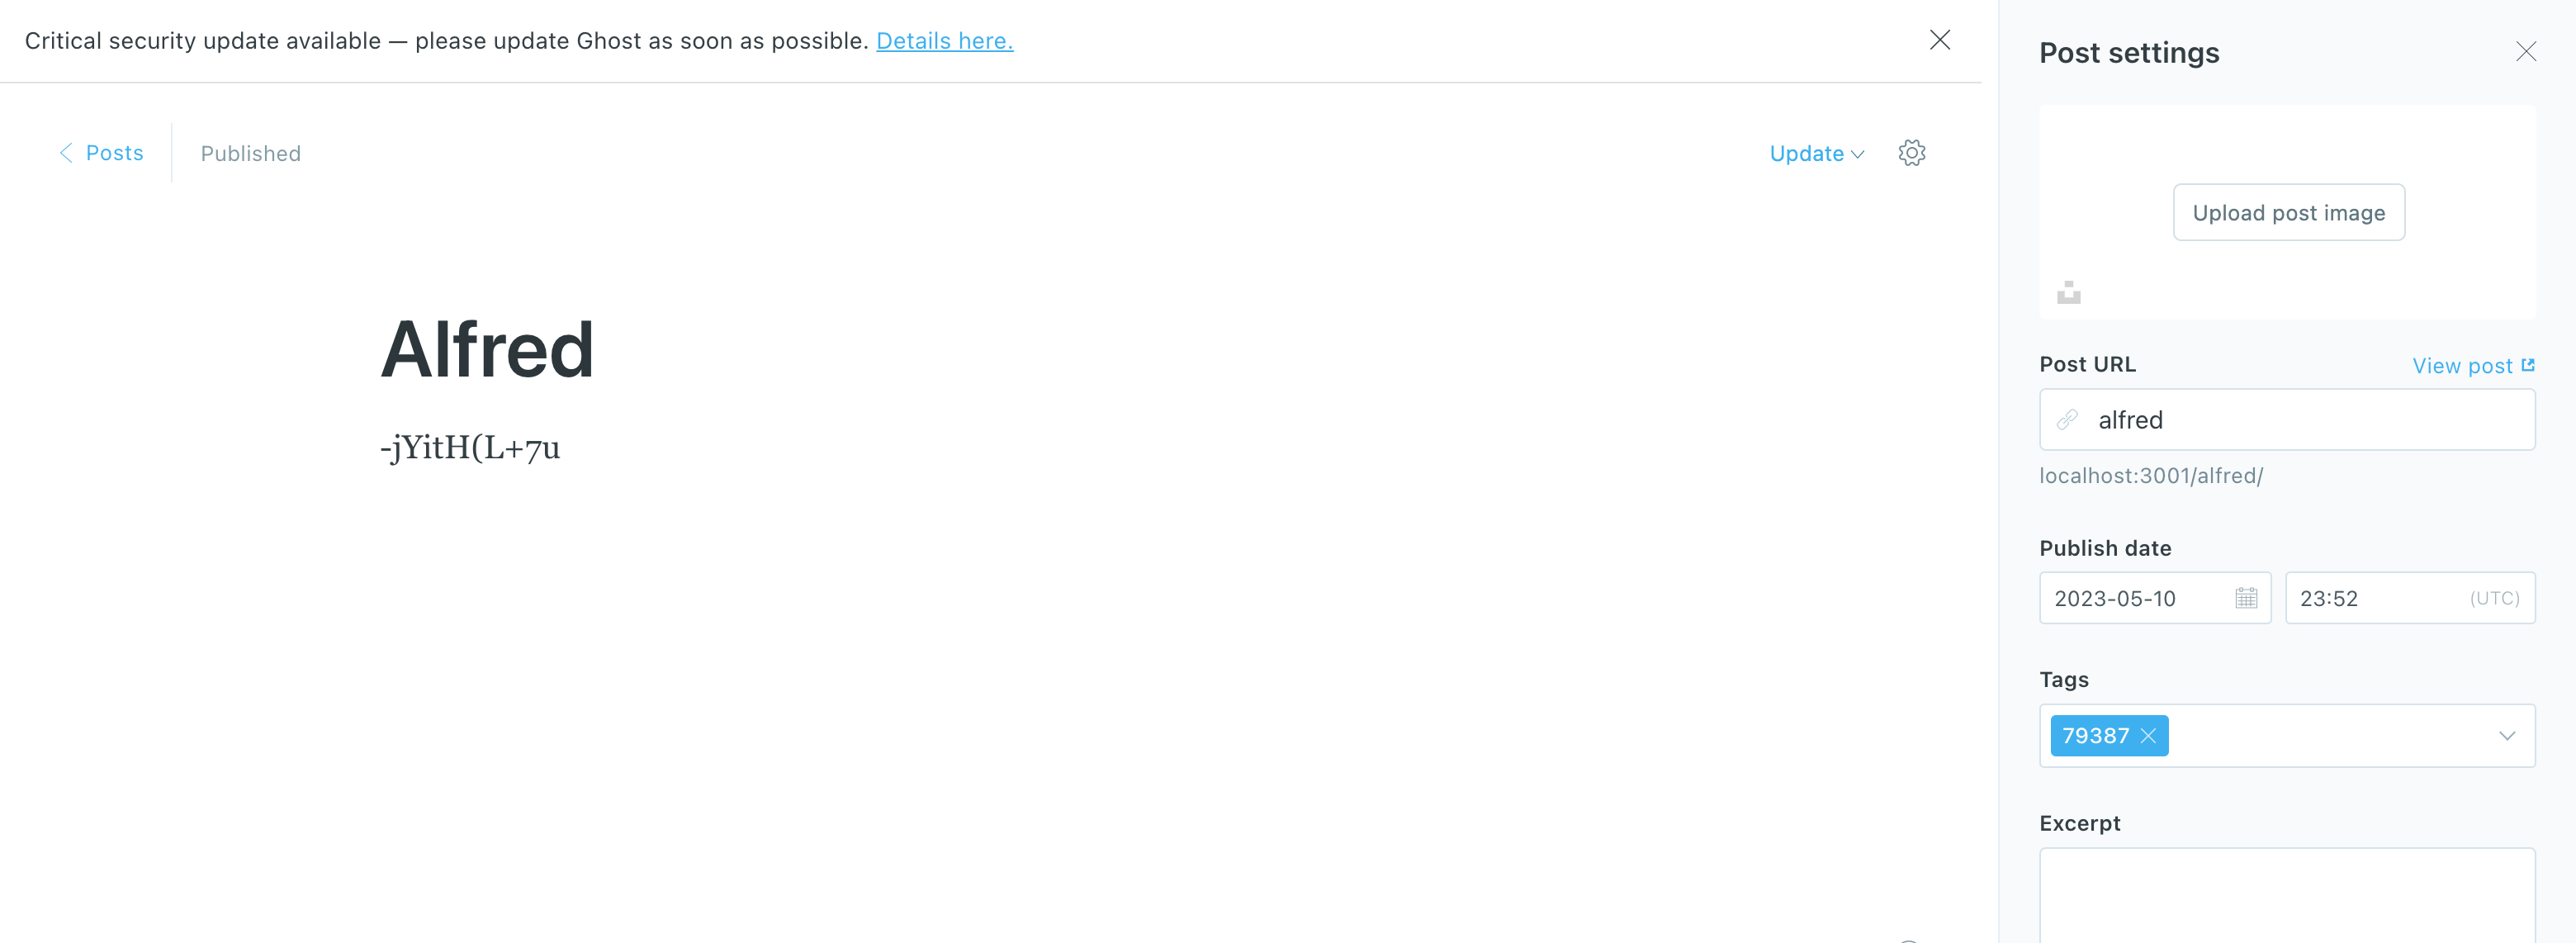 Critical security update available — please update Ghost as soon as possible. Details here.
Posts
Published
Update
Alfred
-jYitH(L+7u
Post settings
Upload post image
Post URL
View post
alfred
localhost:3001/alfred/
Publish date
2023-05-10
23:52 (UTC)
Tags
79387
Excerpt